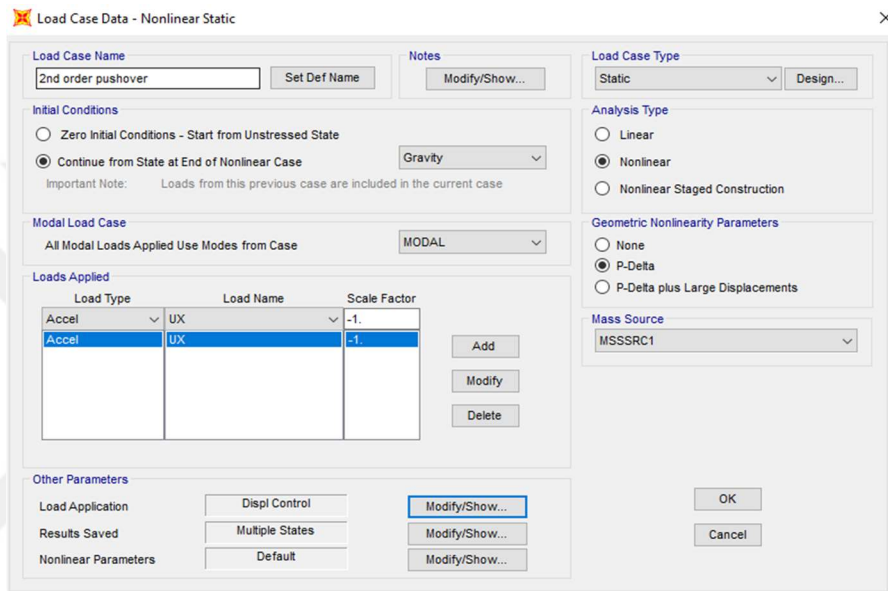 Load Case Data - Nonlinear Static
Load Case Name
2nd order pushover
Set Def Name
Notes
Modify/Show...
Load Case Type
Static
Design...
Initial Conditions
Zero Initial Conditions - Start from Unstressed State
Continue from State at End of Nonlinear Case
Gravity
Important Note: Loads from this previous case are included in the current case
Analysis Type
Linear
Nonlinear
Nonlinear Staged Construction
Modal Load Case
All Modal Loads Applied Use Modes from Case
MODAL
Geometric Nonlinearity Parameters
None
P-Delta
P-Delta plus Large Displacements
Loads Applied
Load Type Load Name Scale Factor
Accel UX -1.
Accel UX -1.
Add
Modify
Delete
Mass Source
MSSSRC1
Other Parameters
Load Application Displ Control Modify/Show...
Results Saved Multiple States Modify/Show...
Nonlinear Parameters Default Modify/Show...
OK
Cancel